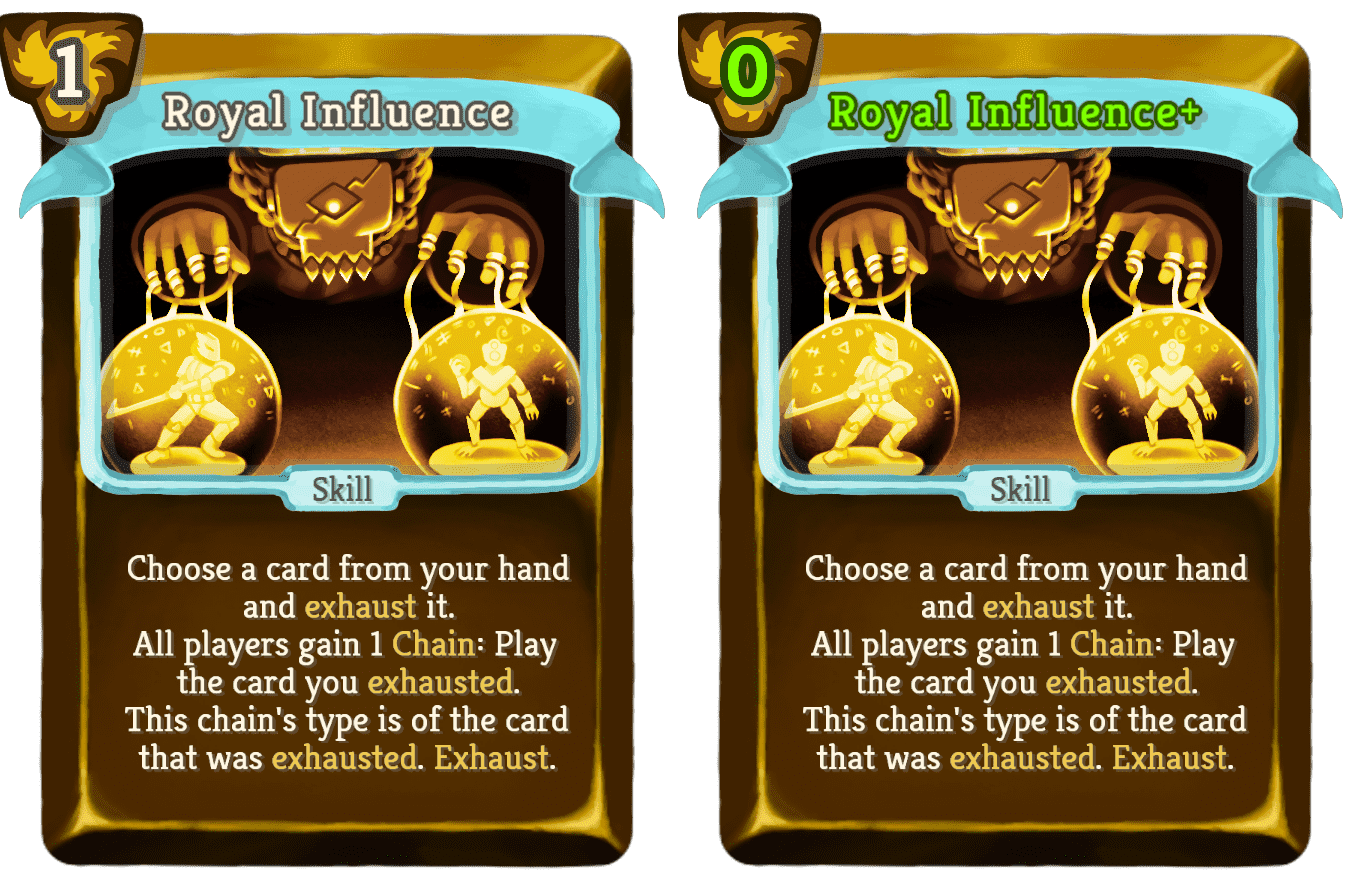 1
Royal Influence
Skill
Choose a card from your hand
and exhaust it.
All players gain 1 Chain: Play
the card you exhausted.
This chain's type is of the card
that was exhausted. Exhaust.
0
Royal Influence+
Skill
Choose a card from your hand
and exhaust it.
All players gain 1 Chain: Play
the card you exhausted.
This chain's type is of the card
that was exhausted. Exhaust.